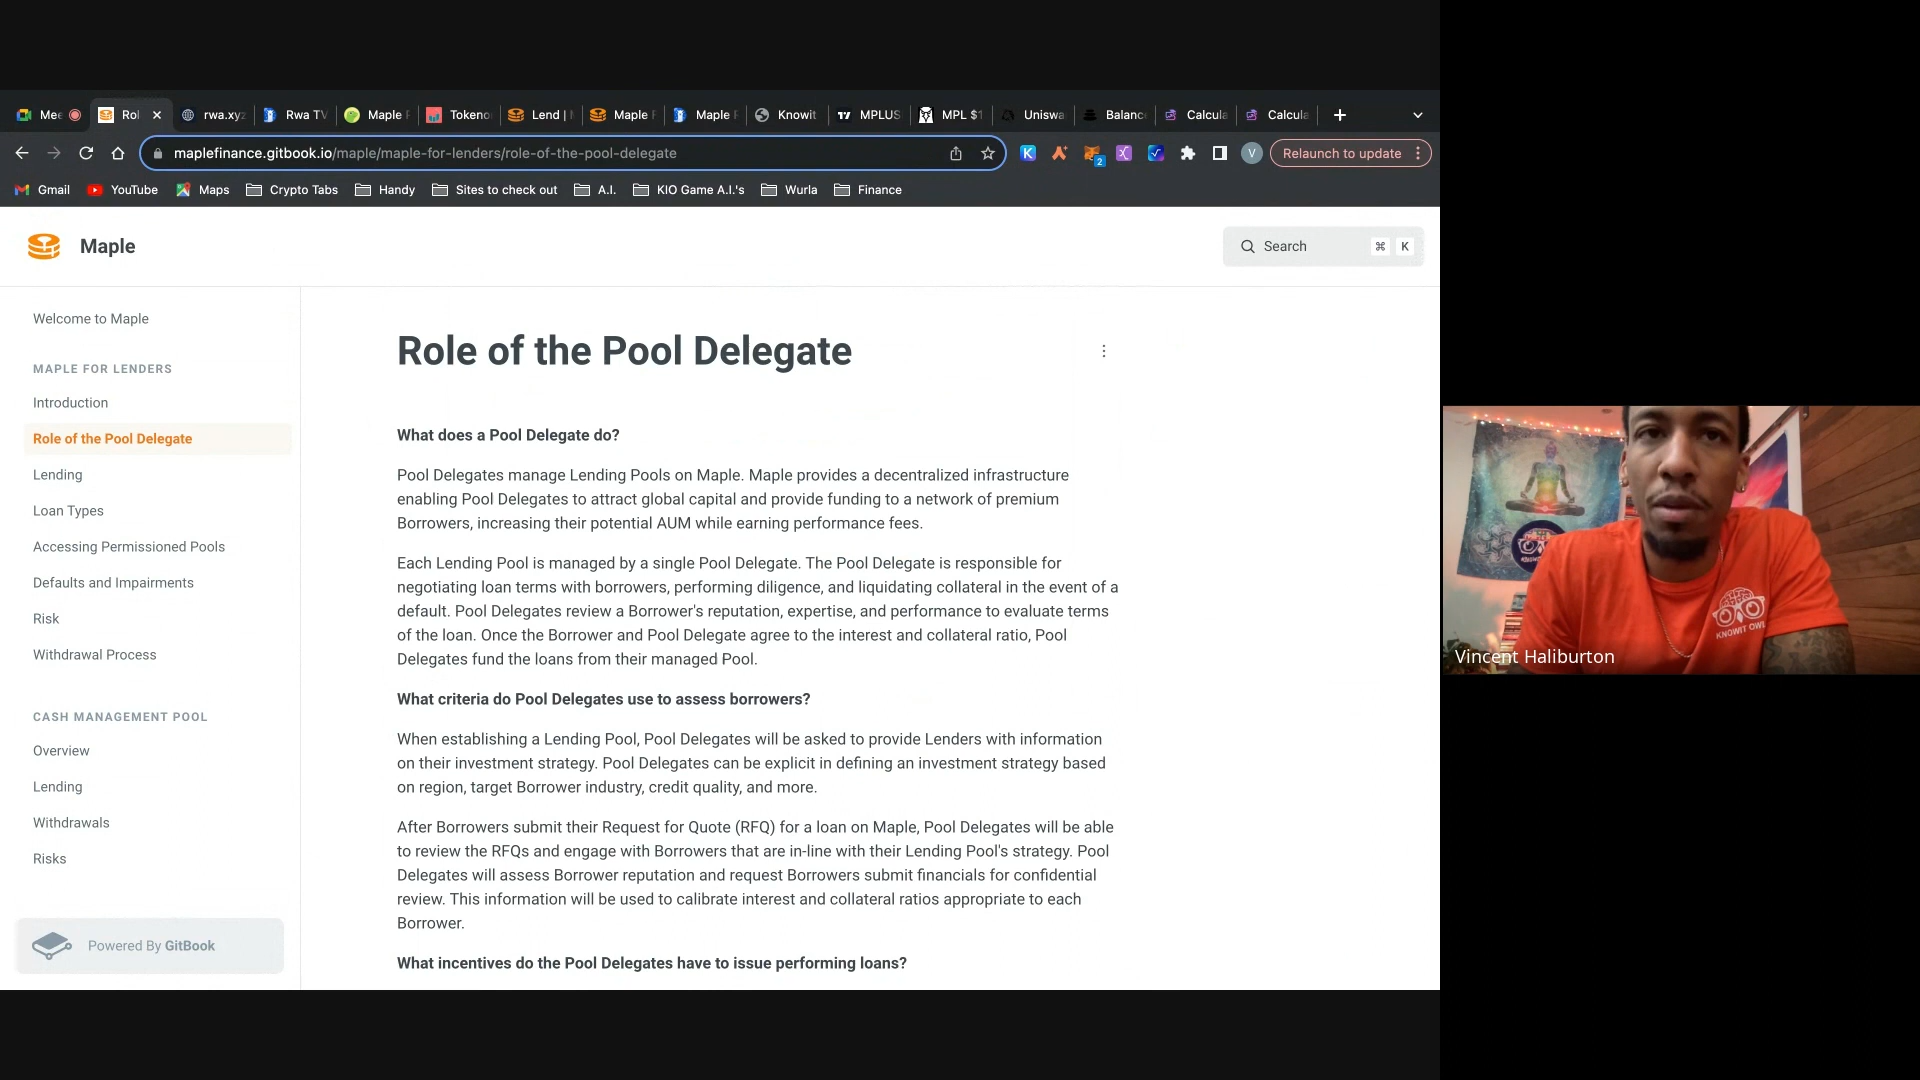 Mee
Rol
rwa.xyz
Rwa TV
Maple F
Tokeno
Lend | M
Maple F
Maple F
Knowit
MPLUS
MPL $1
Uniswa
Balanc
Calcula
Calcula
maplefinance.gitbook.io/maple/maple-for-lenders/role-of-the-pool-delegate
2
V
Relaunch to update
Gmail
YouTube
Maps
Crypto Tabs
Handy
Sites to check out
A.I.
KIO Game A.I.'s
Wurla
Finance
Maple
Search
⌘ K
Welcome to Maple
MAPLE FOR LENDERS
Introduction
Role of the Pool Delegate
Lending
Loan Types
Accessing Permissioned Pools
Defaults and Impairments
Risk
Withdrawal Process
CASH MANAGEMENT POOL
Overview
Lending
Withdrawals
Risks
Powered By GitBook
Role of the Pool Delegate
What does a Pool Delegate do?
Pool Delegates manage Lending Pools on Maple. Maple provides a decentralized infrastructure
enabling Pool Delegates to attract global capital and provide funding to a network of premium
Borrowers, increasing their potential AUM while earning performance fees.
Each Lending Pool is managed by a single Pool Delegate. The Pool Delegate is responsible for
negotiating loan terms with borrowers, performing diligence, and liquidating collateral in the event of a
default. Pool Delegates review a Borrower's reputation, expertise, and performance to evaluate terms
of the loan. Once the Borrower and Pool Delegate agree to the interest and collateral ratio, Pool
Delegates fund the loans from their managed Pool.
What criteria do Pool Delegates use to assess borrowers?
When establishing a Lending Pool, Pool Delegates will be asked to provide Lenders with information
on their investment strategy. Pool Delegates can be explicit in defining an investment strategy based
on region, target Borrower industry, credit quality, and more.
After Borrowers submit their Request for Quote (RFQ) for a loan on Maple, Pool Delegates will be able
to review the RFQs and engage with Borrowers that are in-line with their Lending Pool's strategy. Pool
Delegates will assess Borrower reputation and request Borrowers submit financials for confidential
review. This information will be used to calibrate interest and collateral ratios appropriate to each
Borrower.
What incentives do the Pool Delegates have to issue performing loans?
KNOWIT OWL
Vincent Haliburton